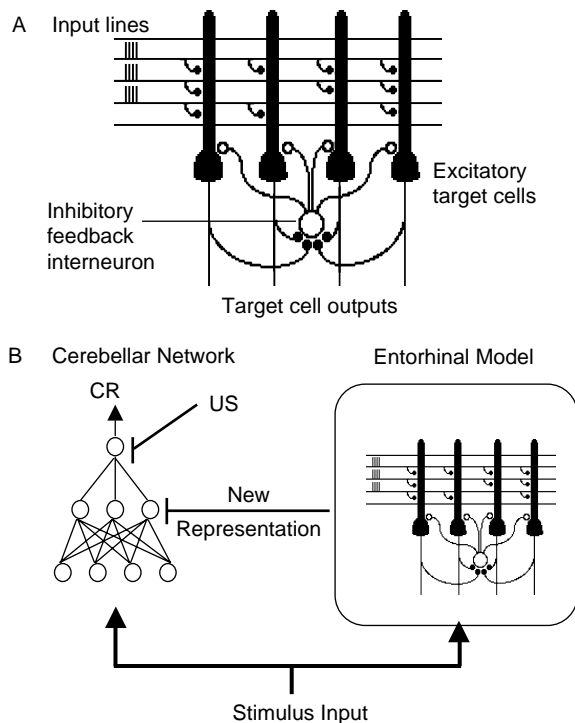 A Input lines
Excitatory
target cells
Inhibitory
feedback
interneuron
Target cell outputs
B Cerebellar Network
Entorhinal Model
CR
US
New
Representation
Stimulus Input